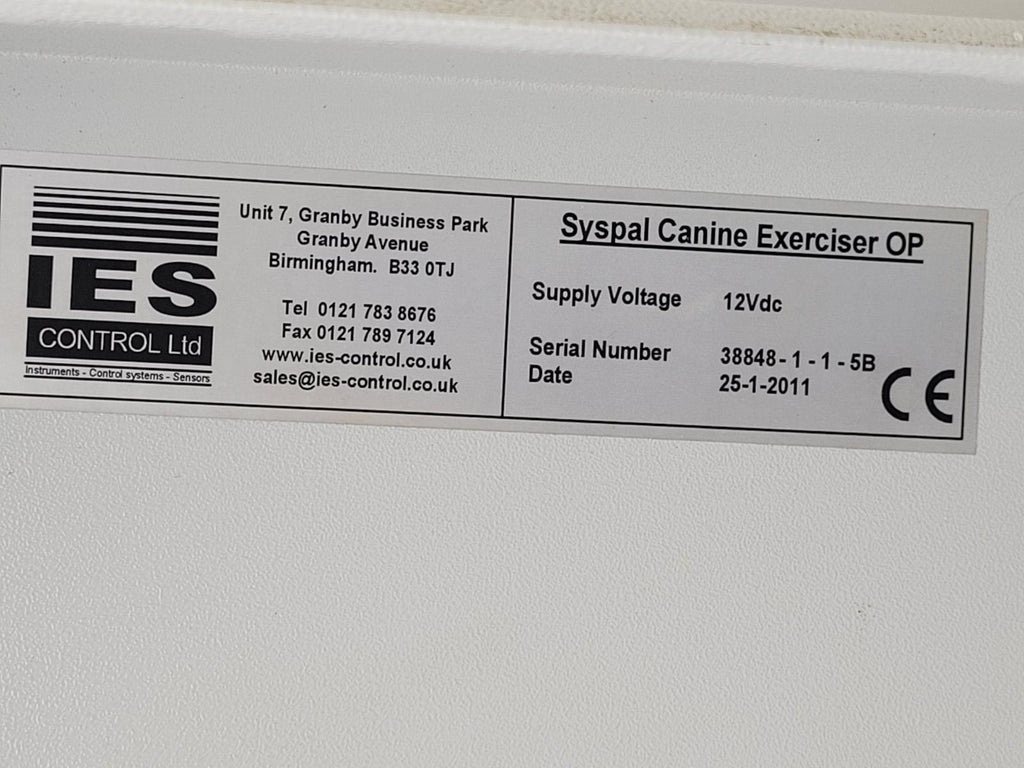 IES
CONTROL Ltd
Instruments - Control systems - Sensors
Unit 7, Granby Business Park
Granby Avenue
Birmingham. B33 0TJ
Tel 0121 783 8676
Fax 0121 789 7124
www.ies-control.co.uk
sales@ies-control.co.uk
Syspal Canine Exerciser OP
Supply Voltage 12Vdc
Serial Number 38848 - 1 - 1 - 5B
Date 25-1-2011
CE